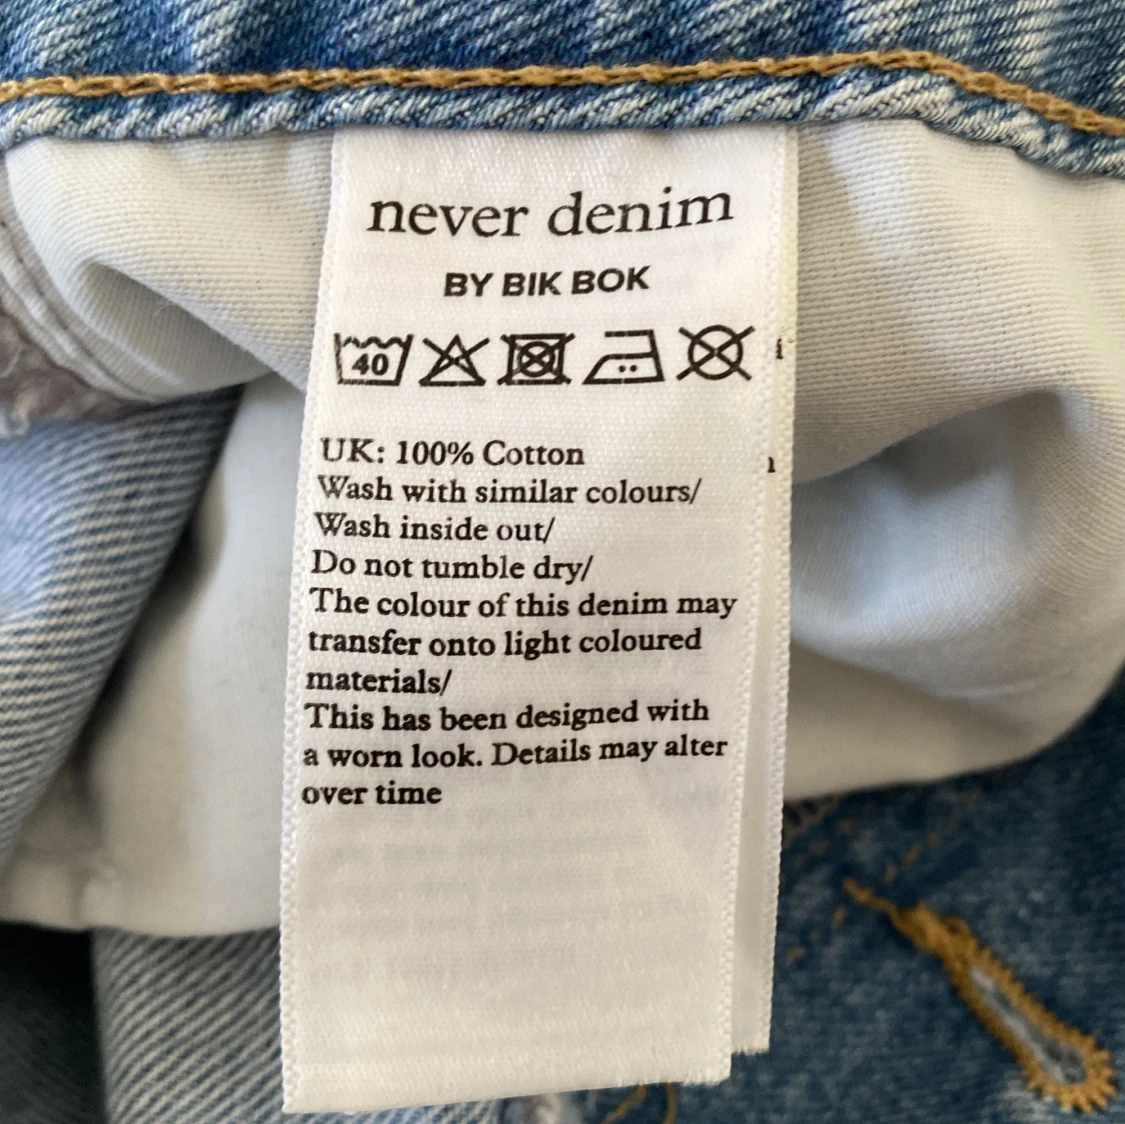 never denim
BY BIK BOK
40
UK: 100% Cotton
Wash with similar colours/
Wash inside out/
Do not tumble dry/
The colour of this denim may
transfer onto light coloured
materials/
This has been designed with
a worn look. Details may alter
over time